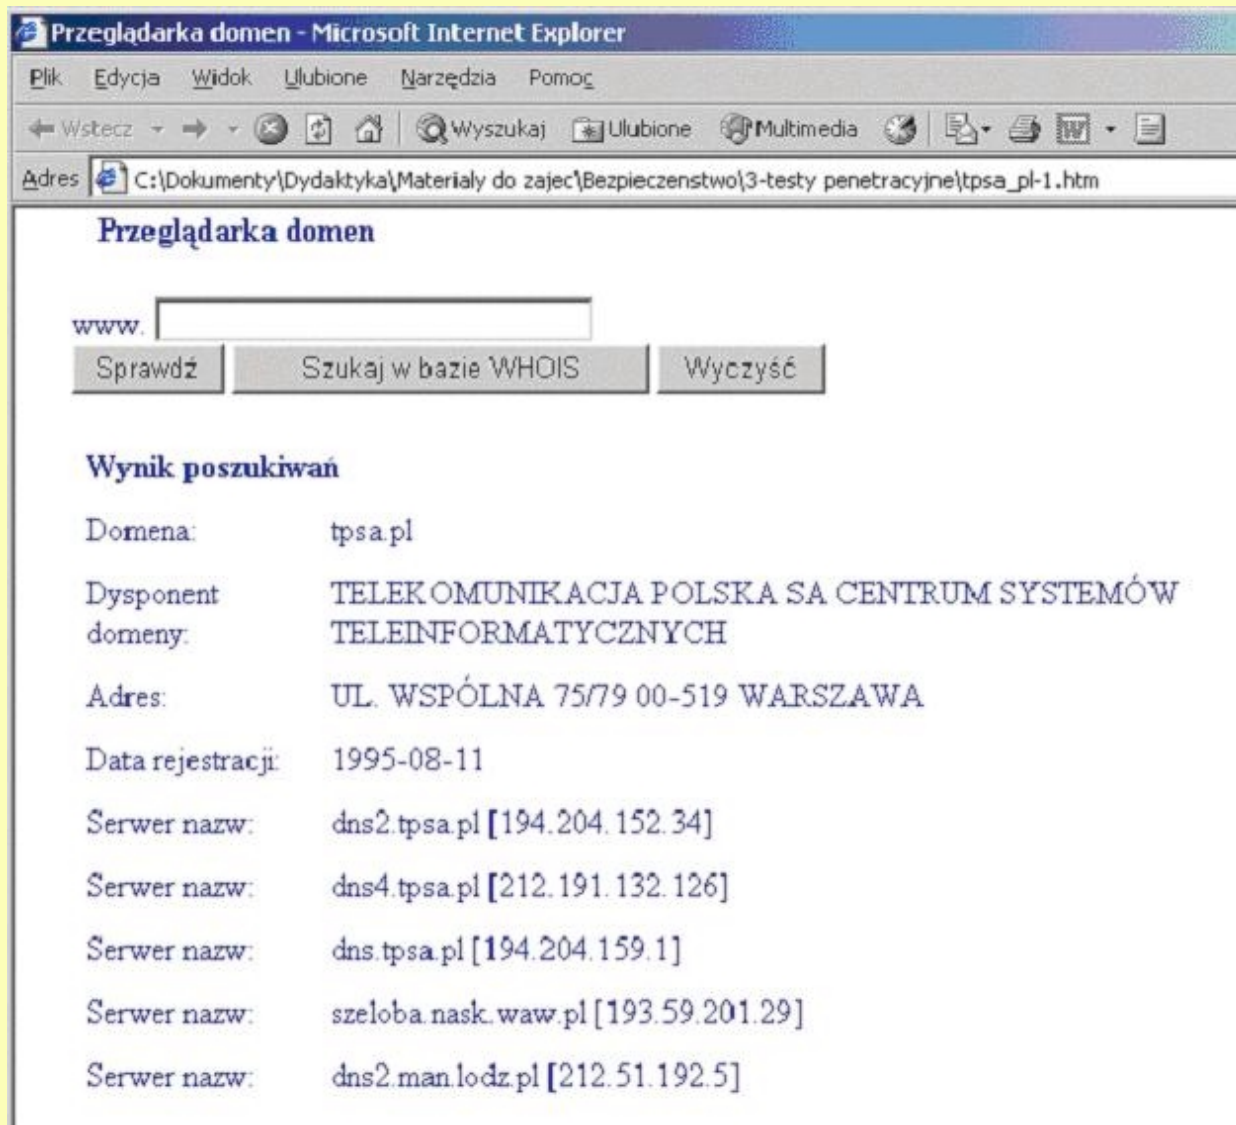 Przeglądarka domen - Microsoft Internet Explorer
Plik Edycja Widok Ulubione Narzędzia Pomoc
Wstecz Wyszukaj Ulubione Multimedia
Adres C:\Dokumenty\Dydaktyka\Materialy do zajec\Bezpieczenstwo\3-testy penetracyjne\tpsa_pl-1.htm
Przeglądarka domen
www.
Sprawdź Szukaj w bazie WHOIS Wyczyść
Wynik poszukiwań
Domena: tpsa.pl
Dysponent TELEKOMUNIKACJA POLSKA SA CENTRUM SYSTEMÓW
domeny: TELEINFORMATYCZNYCH
Adres: UL. WSPÓLNA 75/79 00-519 WARSZAWA
Data rejestracji: 1995-08-11
Serwer nazw: dns2.tpsa.pl [194.204.152.34]
Serwer nazw: dns4.tpsa.pl [212.191.132.126]
Serwer nazw: dns.tpsa.pl [194.204.159.1]
Serwer nazw: szeloba.nask.waw.pl [193.59.201.29]
Serwer nazw: dns2.man.lodz.pl [212.51.192.5]